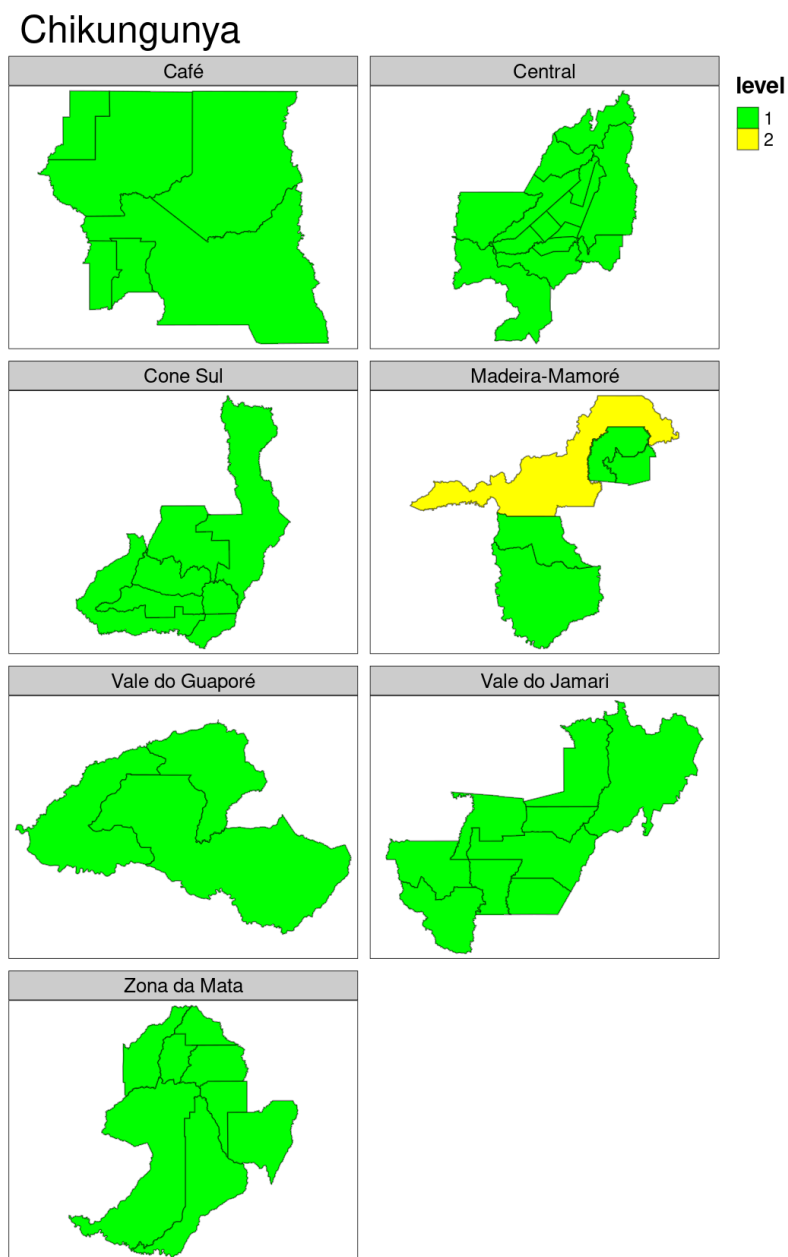 Chikungunya
Café
Central
level
1
2
Cone Sul
Madeira-Mamoré
Vale do Guaporé
Vale do Jamari
Zona da Mata